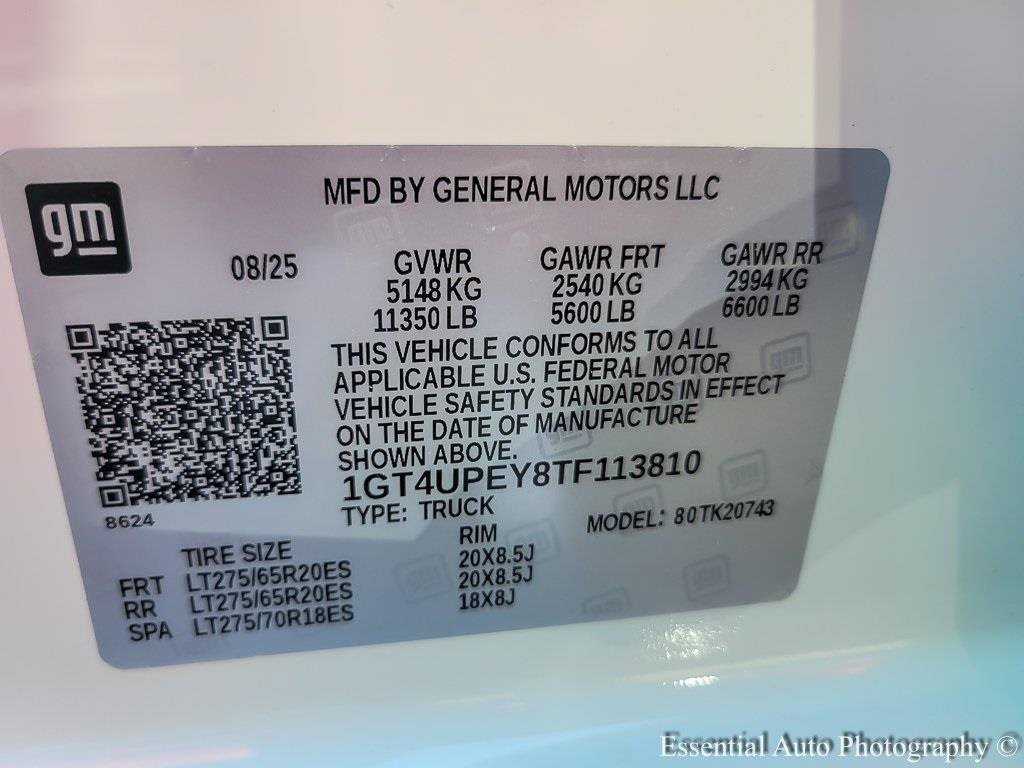 gm
MFD BY GENERAL MOTORS LLC
08/25
GVWR
5148 KG
11350 LB
GAWR FRT
2540 KG
5600 LB
GAWR RR
2994 KG
6600 LB
THIS VEHICLE CONFORMS TO ALL
APPLICABLE U.S. FEDERAL MOTOR
VEHICLE SAFETY STANDARDS IN EFFECT
ON THE DATE OF MANUFACTURE
SHOWN ABOVE.
1GT4UPEY8TF113810
TYPE: TRUCK
MODEL: 80TK20743
8624
TIRE SIZE RIM
FRT LT275/65R20ES 20X8.5J
RR LT275/65R20ES 20X8.5J
SPA LT275/70R18ES 18X8J
Essential Auto Photography ©